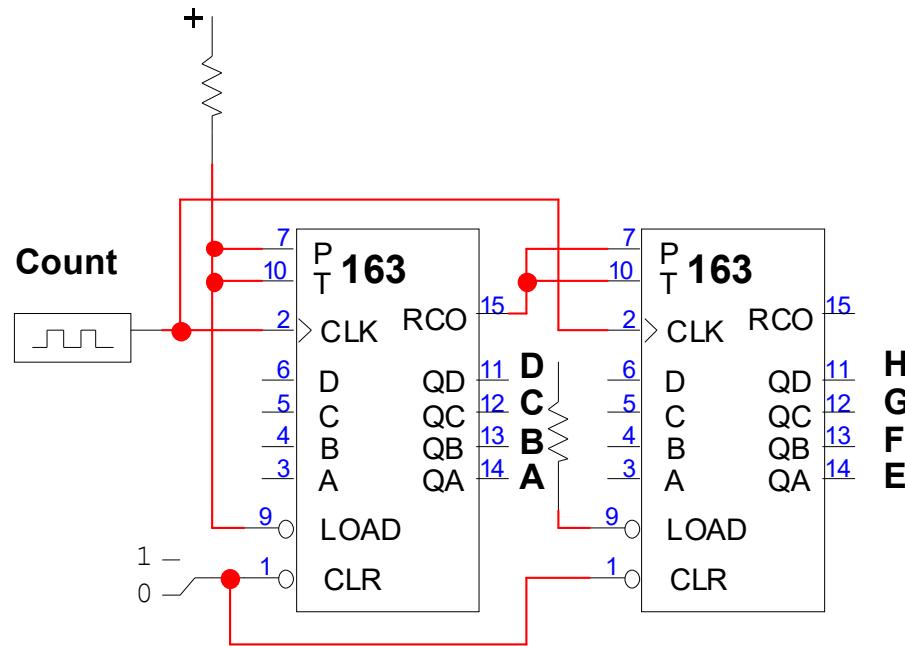 +
Count
7 P
10 T
163
2 CLK
RCO 15
6 D
QD 11 D
5 C
QC 12 C
4 B
QB 13 B
3 A
QA 14 A
9 LOAD
1 CLR
1
0
7 P
10 T
163
2 CLK
RCO 15
6 D
QD 11 H
5 C
QC 12 G
4 B
QB 13 F
3 A
QA 14 E
9 LOAD
1 CLR